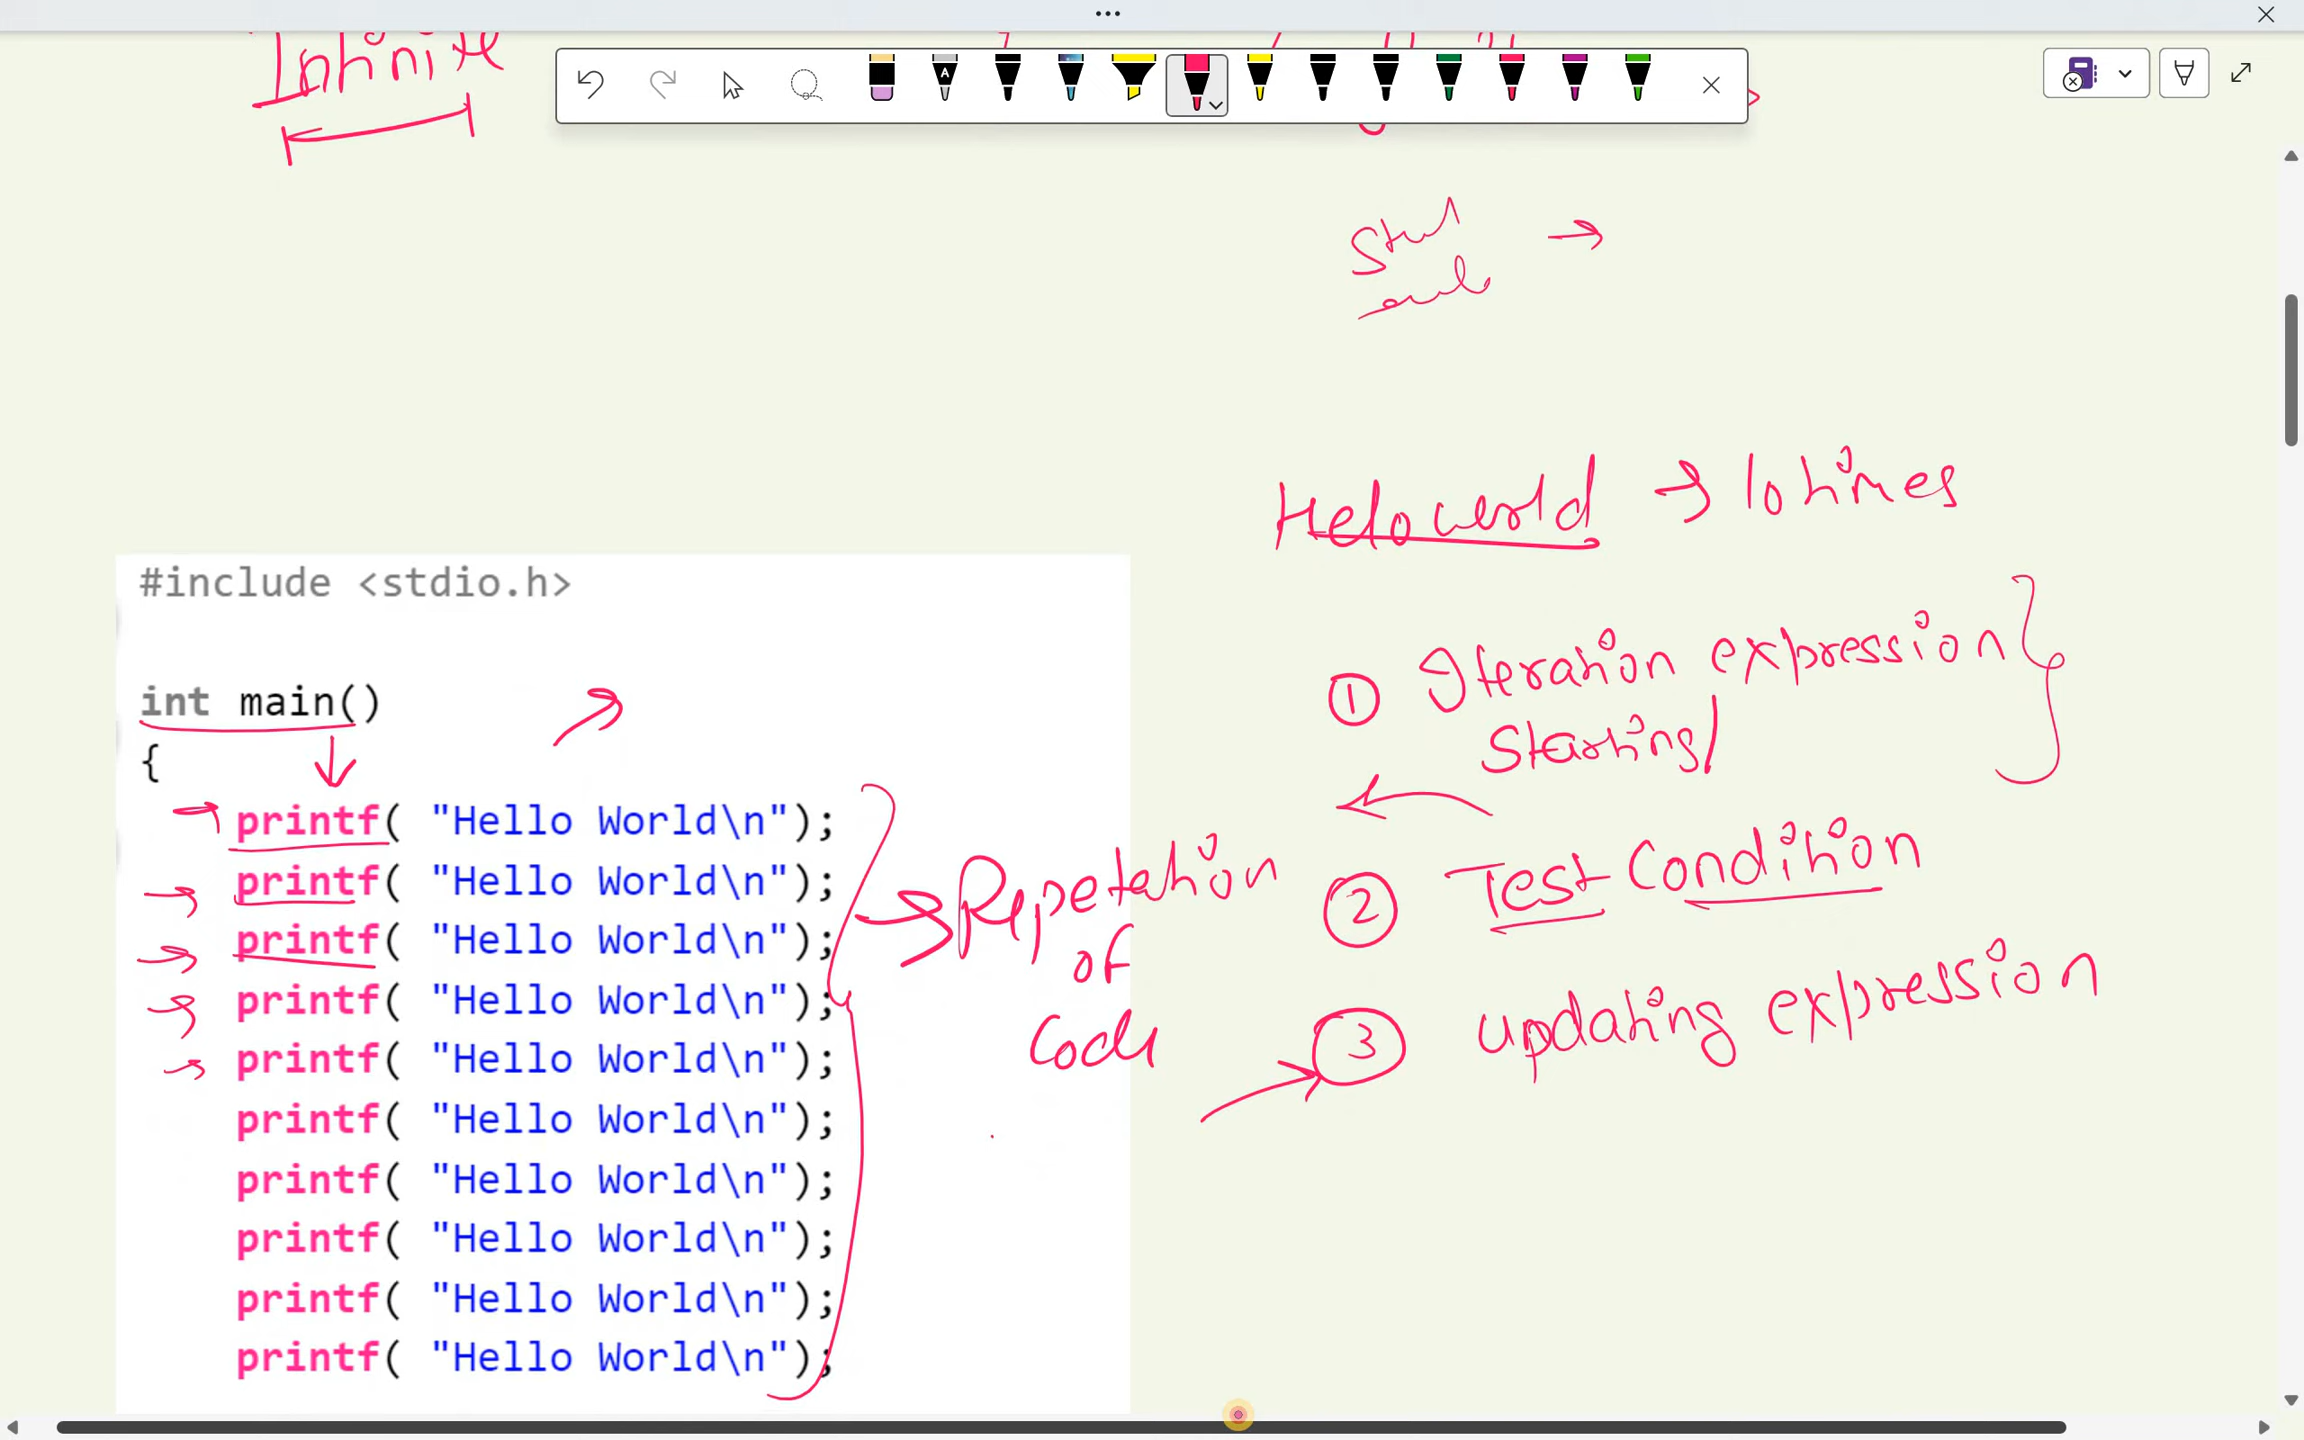 Infinite
Helo world → 10 times
#include <stdio.h>
① Iteration expression
int main()
Starting/
{
printf( "Hello World\n");
② Test Condition
printf( "Hello World\n");
Repetation
printf( "Hello World\n");
of
printf( "Hello World\n");
③ updating expression
Code
printf( "Hello World\n");
printf( "Hello World\n");
printf( "Hello World\n");
printf( "Hello World\n");
printf( "Hello World\n");
printf( "Hello World\n");